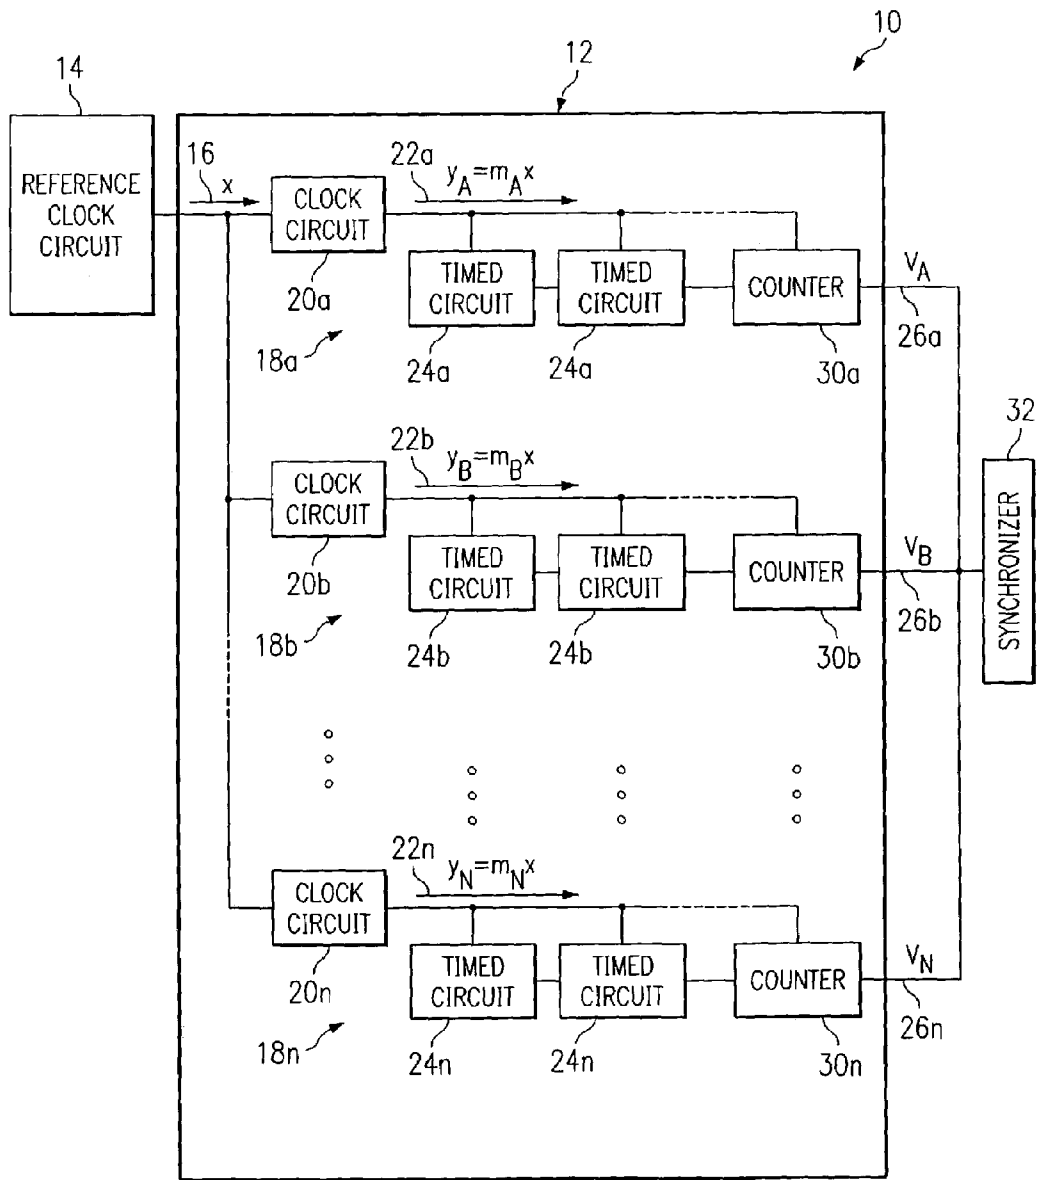 10
12
14
REFERENCE
CLOCK
CIRCUIT
16
x
CLOCK
CIRCUIT
20a
22a
y_A=m_Ax
TIMED
CIRCUIT
24a
TIMED
CIRCUIT
24a
COUNTER
30a
V_A
26a
18a
CLOCK
CIRCUIT
20b
22b
y_B=m_Bx
TIMED
CIRCUIT
24b
TIMED
CIRCUIT
24b
COUNTER
30b
V_B
26b
18b
32
SYNCHRONIZER
CLOCK
CIRCUIT
20n
22n
y_N=m_Nx
TIMED
CIRCUIT
24n
TIMED
CIRCUIT
24n
COUNTER
30n
V_N
26n
18n